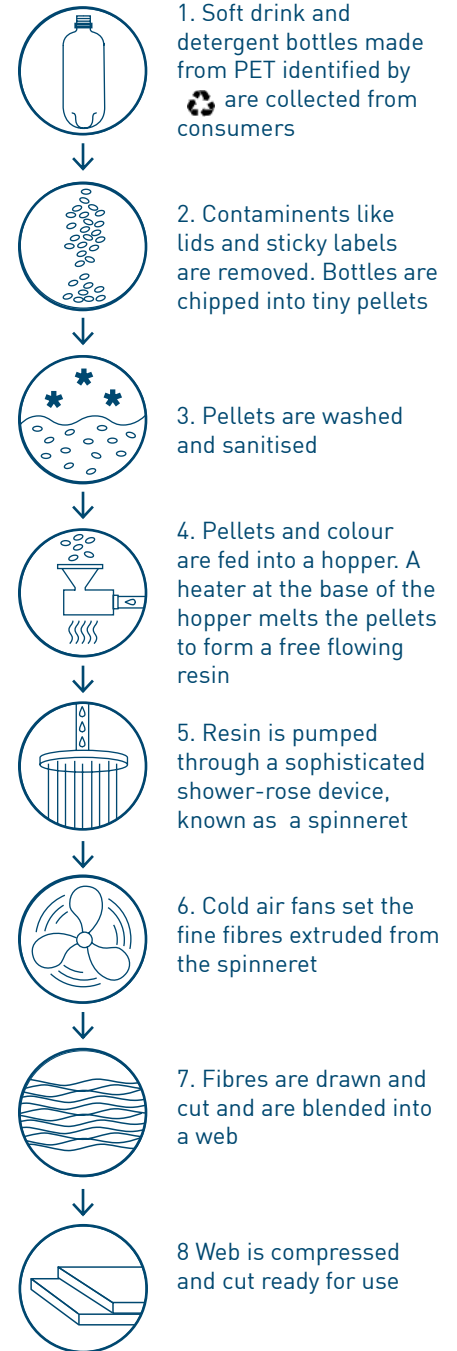 1. Soft drink and
detergent bottles made
from PET identified by
♻ are collected from
consumers
2. Contaminents like
lids and sticky labels
are removed. Bottles are
chipped into tiny pellets
3. Pellets are washed
and sanitised
4. Pellets and colour
are fed into a hopper. A
heater at the base of the
hopper melts the pellets
to form a free flowing
resin
5. Resin is pumped
through a sophisticated
shower-rose device,
known as a spinneret
6. Cold air fans set the
fine fibres extruded from
the spinneret
7. Fibres are drawn and
cut and are blended into
a web
8 Web is compressed
and cut ready for use